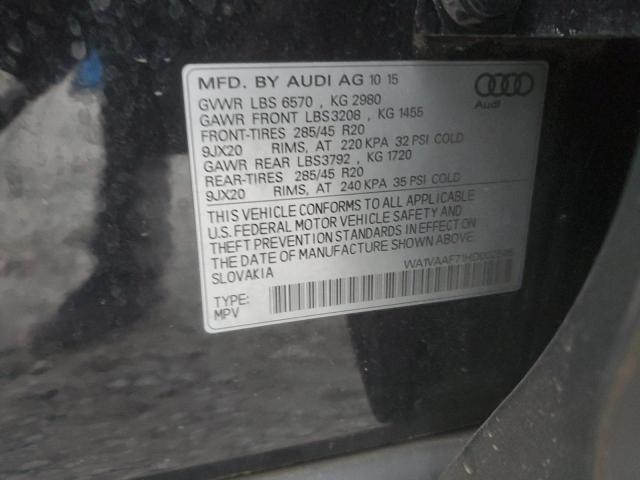 MFD. BY AUDI AG 10 15
GVWR LBS 6570 , KG 2980
GAWR FRONT LBS3208 , KG 1455
FRONT-TIRES 285/45 R20
9JX20 RIMS, AT 220 KPA 32 PSI COLD
GAWR REAR LBS3792 , KG 1720
REAR-TIRES 285/45 R20
9JX20 RIMS, AT 240 KPA 35 PSI COLD
THIS VEHICLE CONFORMS TO ALL APPLICABLE
U.S. FEDERAL MOTOR VEHICLE SAFETY AND
THEFT PREVENTION STANDARDS IN EFFECT ON
THE DATE OF MANUFACTURE SHOWN ABOVE.
SLOVAKIA
TYPE:
MPV
Audi